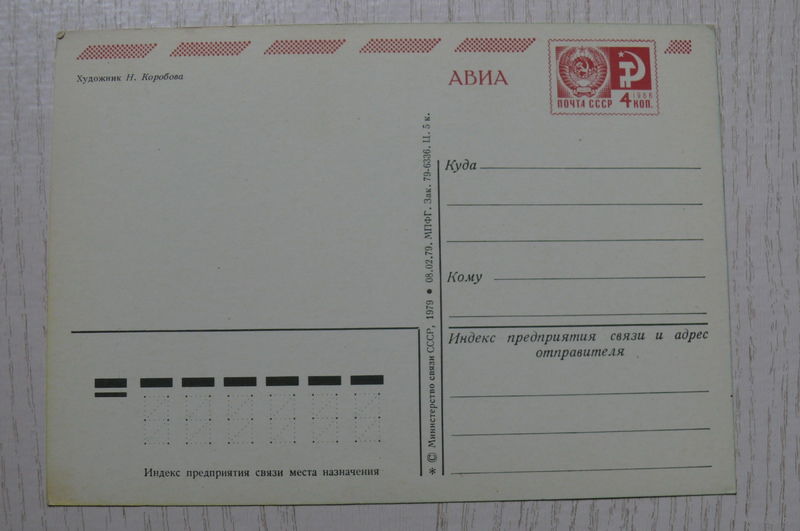 Художник Н. Коробова
АВИА
1966
ПОЧТА СССР 4 КОП.
Куда
Кому
* © Министерство связи СССР, 1979 • 08.02.79. МПФГ. Зак. 79-6336. Ц. 5 к.
Индекс предприятия связи и адрес
отправителя
Индекс предприятия связи места назначения